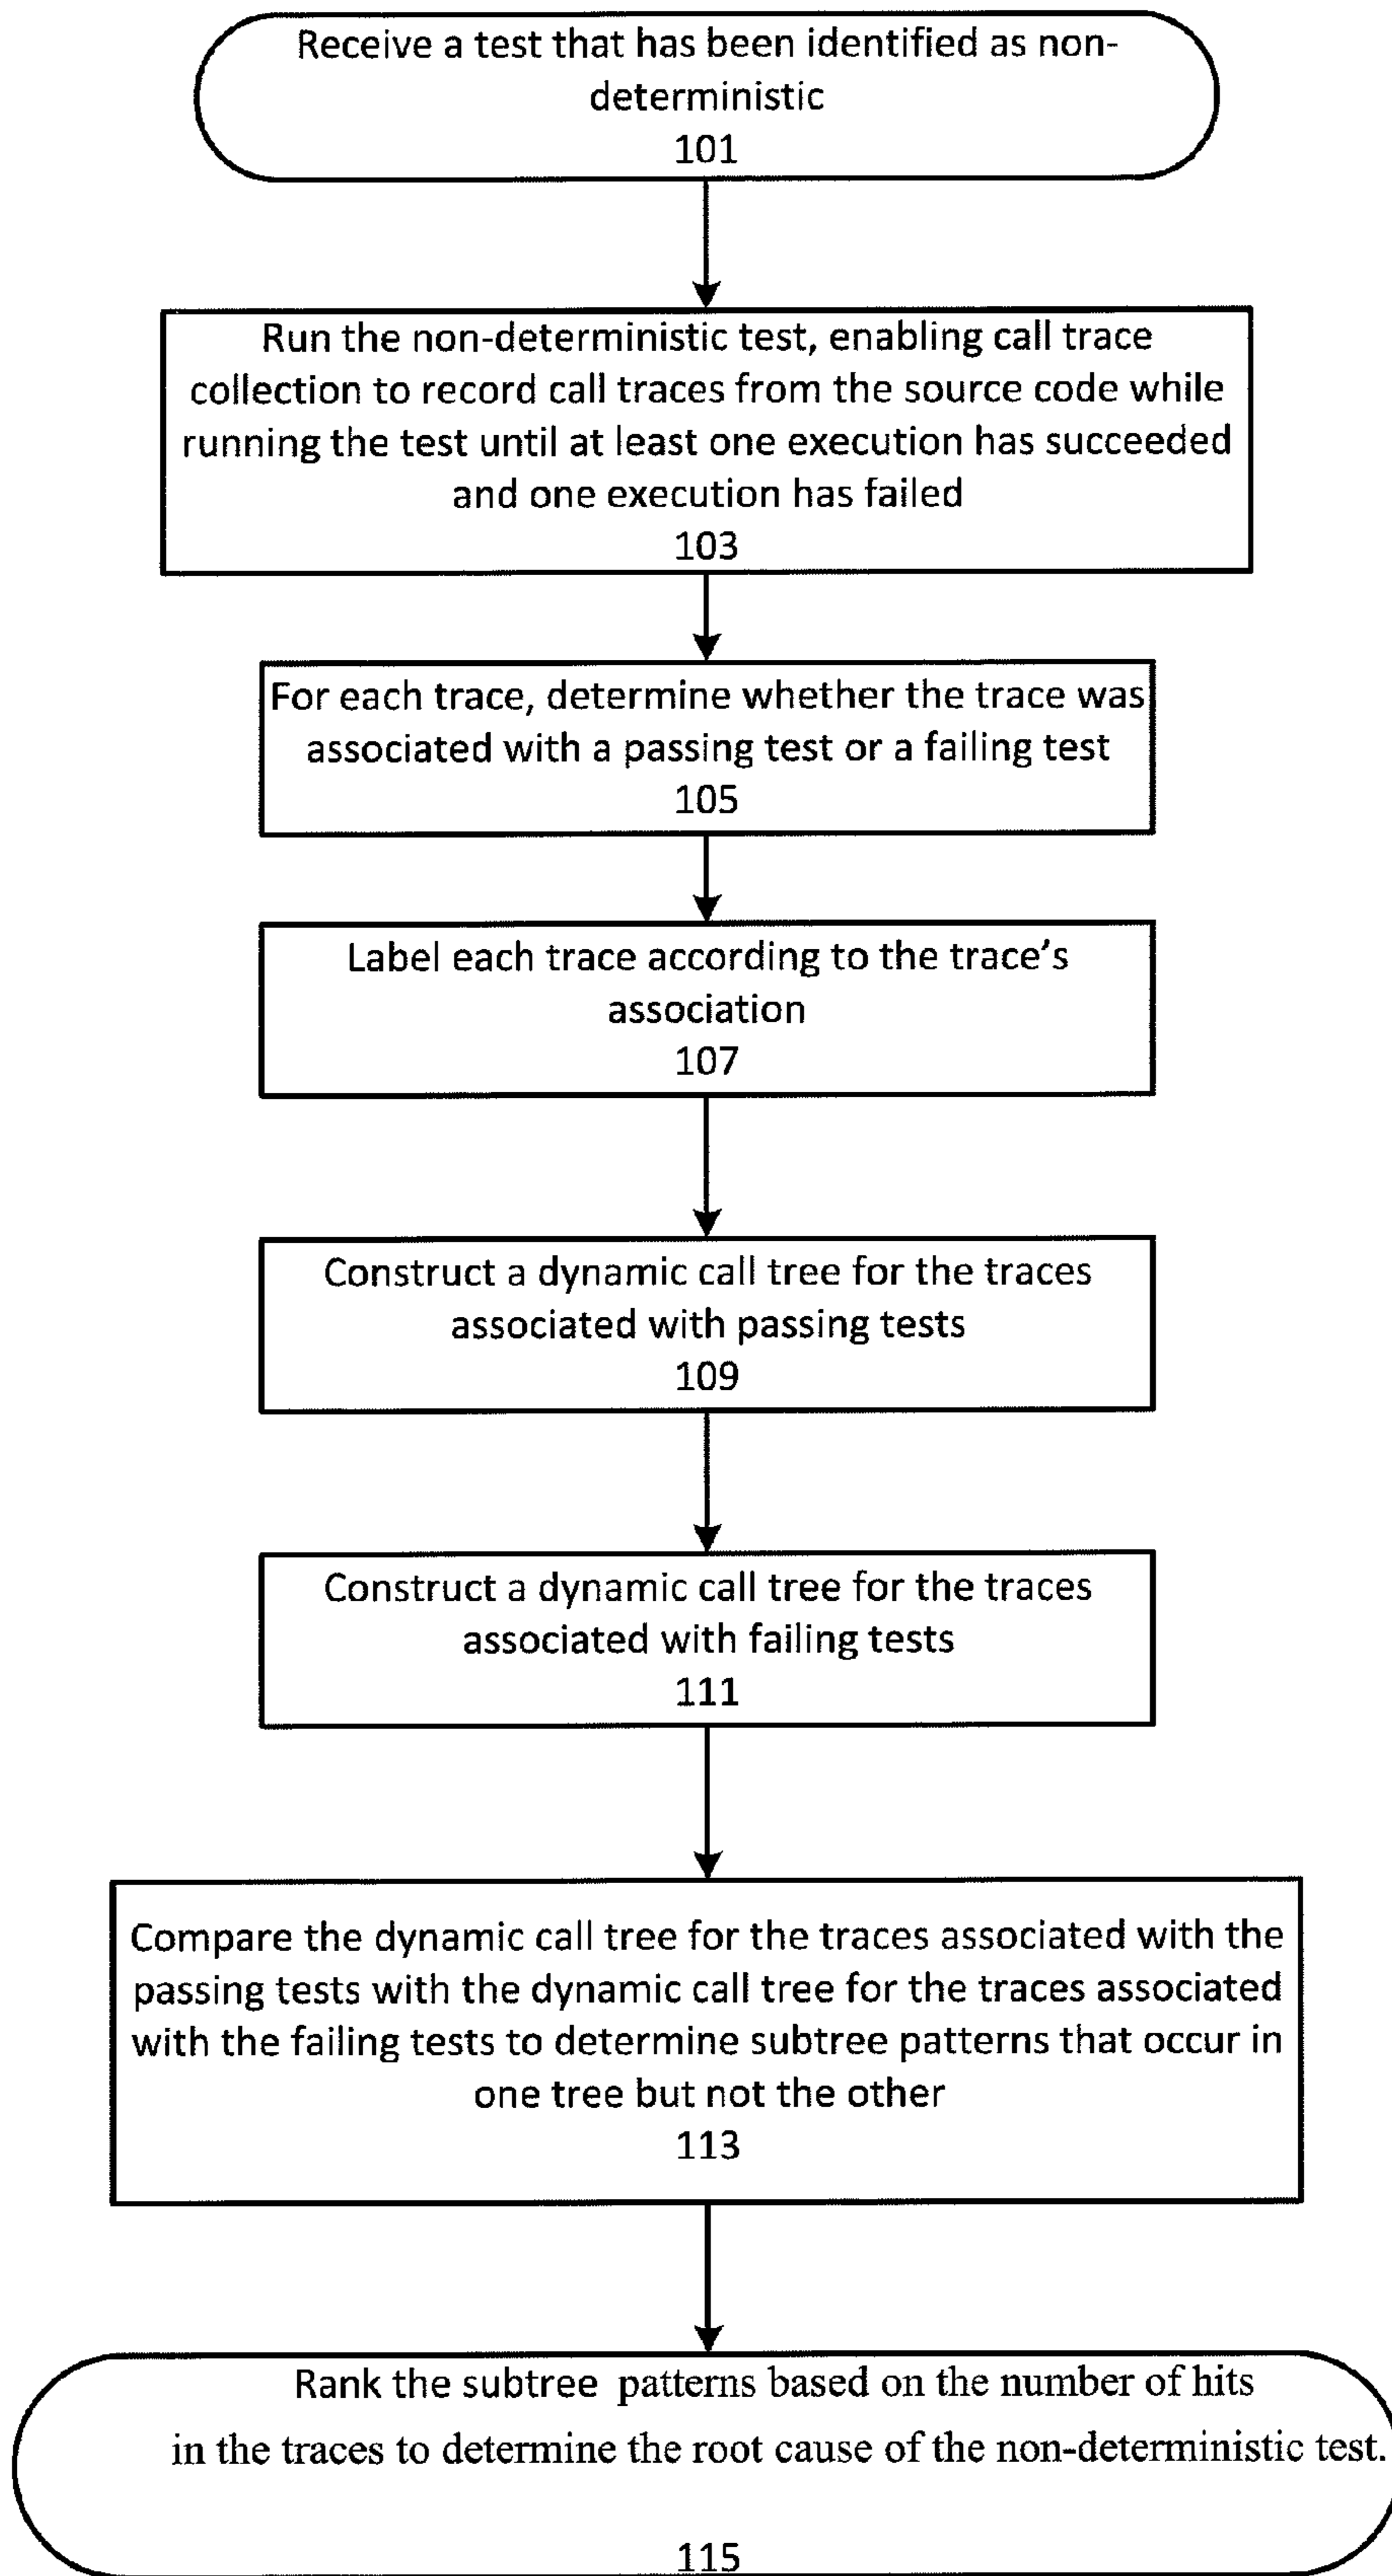 Receive a test that has been identified as non-
deterministic
101
Run the non-deterministic test, enabling call trace
collection to record call traces from the source code while
running the test until at least one execution has succeeded
and one execution has failed
103
For each trace, determine whether the trace was
associated with a passing test or a failing test
105
Label each trace according to the trace's
association
107
Construct a dynamic call tree for the traces
associated with passing tests
109
Construct a dynamic call tree for the traces
associated with failing tests
111
Compare the dynamic call tree for the traces associated with the
passing tests with the dynamic call tree for the traces associated
with the failing tests to determine subtree patterns that occur in
one tree but not the other
113
Rank the subtree patterns based on the number of hits
in the traces to determine the root cause of the non-deterministic test.
115